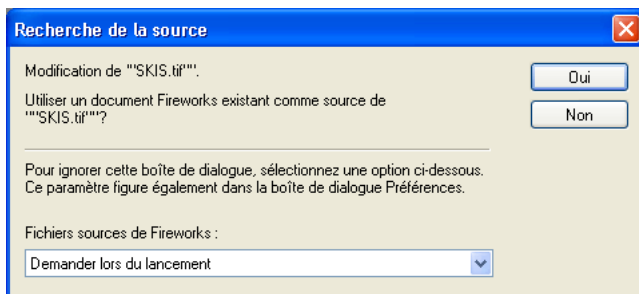 Recherche de la source
Modification de "'SKIS.tif'".
Oui
Utiliser un document Fireworks existant comme source de
"'"SKIS.tif'"'?
Non
Pour ignorer cette boîte de dialogue, sélectionnez une option ci-dessous.
Ce paramètre figure également dans la boîte de dialogue Préférences.
Fichiers sources de Fireworks :
Demander lors du lancement